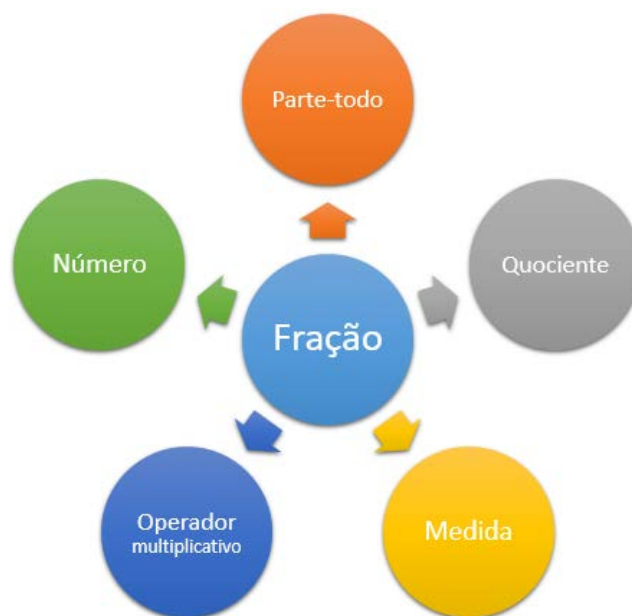 Parte-todo
Número
Quociente
Fração
Operador
multiplicativo
Medida